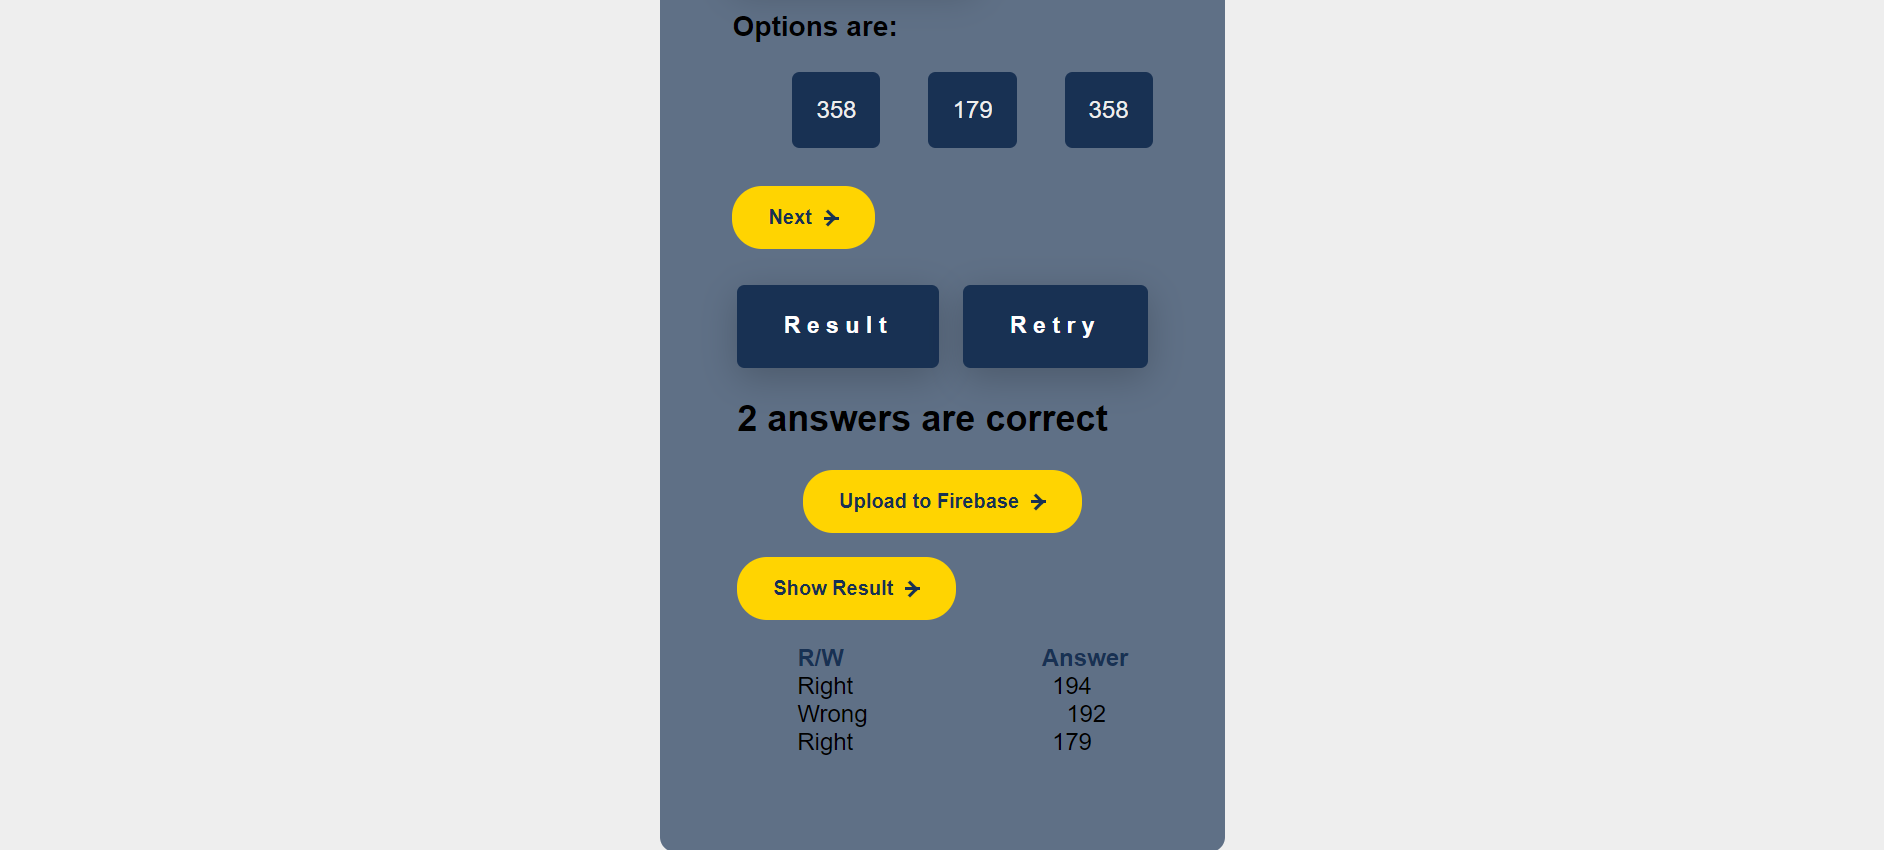 Options are:
358 179 358
Next →
Result Retry
2 answers are correct
Upload to Firebase →
Show Result →
R/W Answer
Right 194
Wrong 192
Right 179